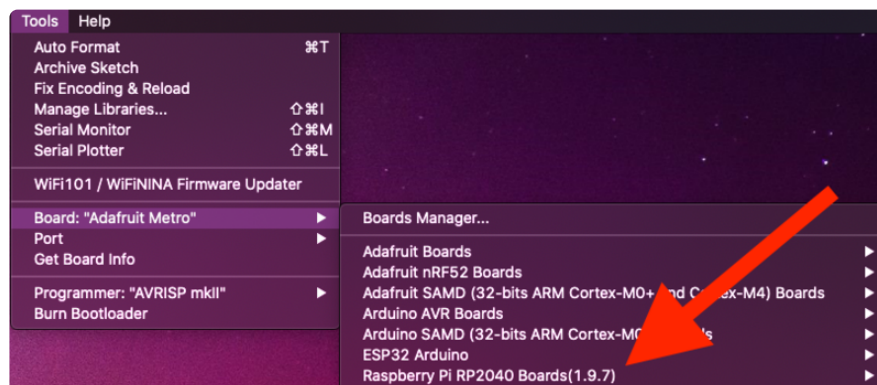 Tools Help
Auto Format ⌘T
Archive Sketch
Fix Encoding & Reload
Manage Libraries... ⇧⌘I
Serial Monitor ⇧⌘M
Serial Plotter ⇧⌘L
WiFi101 / WiFiNINA Firmware Updater
Board: "Adafruit Metro"
Port
Get Board Info
Programmer: "AVRISP mkII"
Burn Bootloader
Boards Manager...
Adafruit Boards
Adafruit nRF52 Boards
Adafruit SAMD (32-bits ARM Cortex-M0+ and Cortex-M4) Boards
Arduino AVR Boards
Arduino SAMD (32-bits ARM
ESP32 Arduino
Raspberry Pi RP2040 Boards(1.9.7)